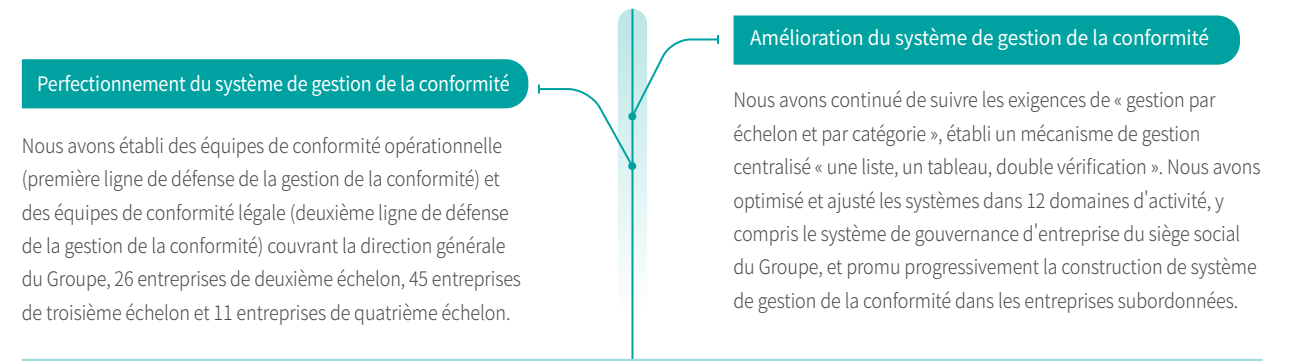 Perfectionnement du système de gestion de la conformité
Nous avons établi des équipes de conformité opérationnelle
(première ligne de défense de la gestion de la conformité) et
des équipes de conformité légale (deuxième ligne de défense
de la gestion de la conformité) couvrant la direction générale
du Groupe, 26 entreprises de deuxième échelon, 45 entreprises
de troisième échelon et 11 entreprises de quatrième échelon.
Amélioration du système de gestion de la conformité
Nous avons continué de suivre les exigences de « gestion par
échelon et par catégorie », établi un mécanisme de gestion
centralisé « une liste, un tableau, double vérification ». Nous avons
optimisé et ajusté les systèmes dans 12 domaines d'activité, y
compris le système de gouvernance d'entreprise du siège social
du Groupe, et promu progressivement la construction de système
de gestion de la conformité dans les entreprises subordonnées.